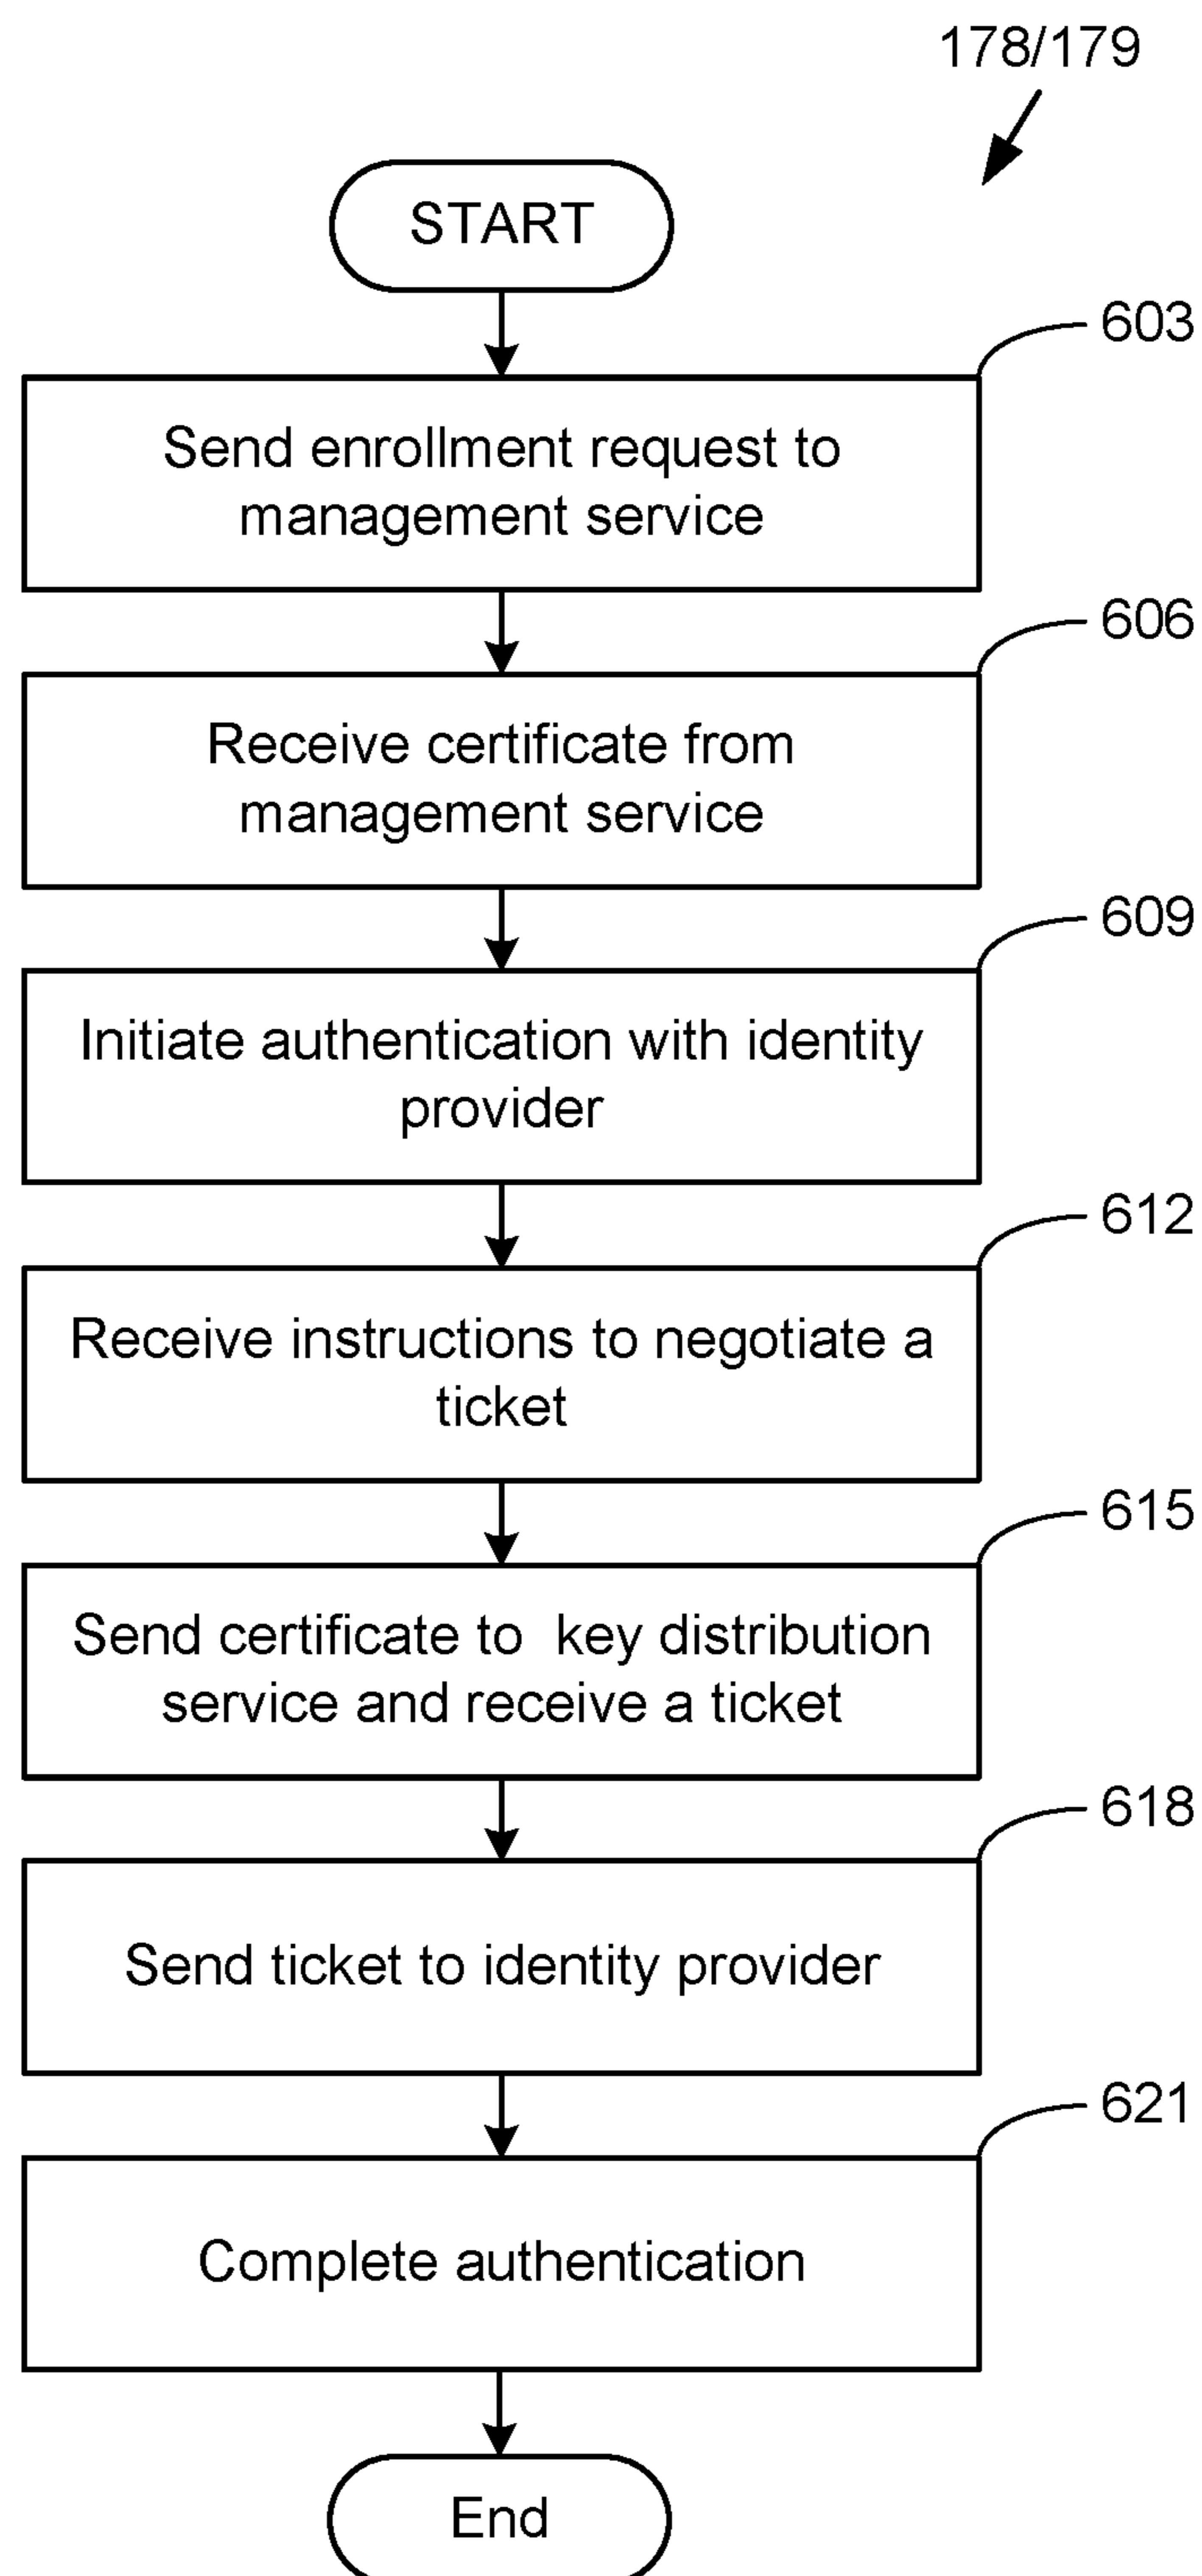 178/179
START
603
Send enrollment request to
management service
606
Receive certificate from
management service
609
Initiate authentication with identity
provider
612
Receive instructions to negotiate a
ticket
615
Send certificate to  key distribution
service and receive a ticket
618
Send ticket to identity provider
621
Complete authentication
End